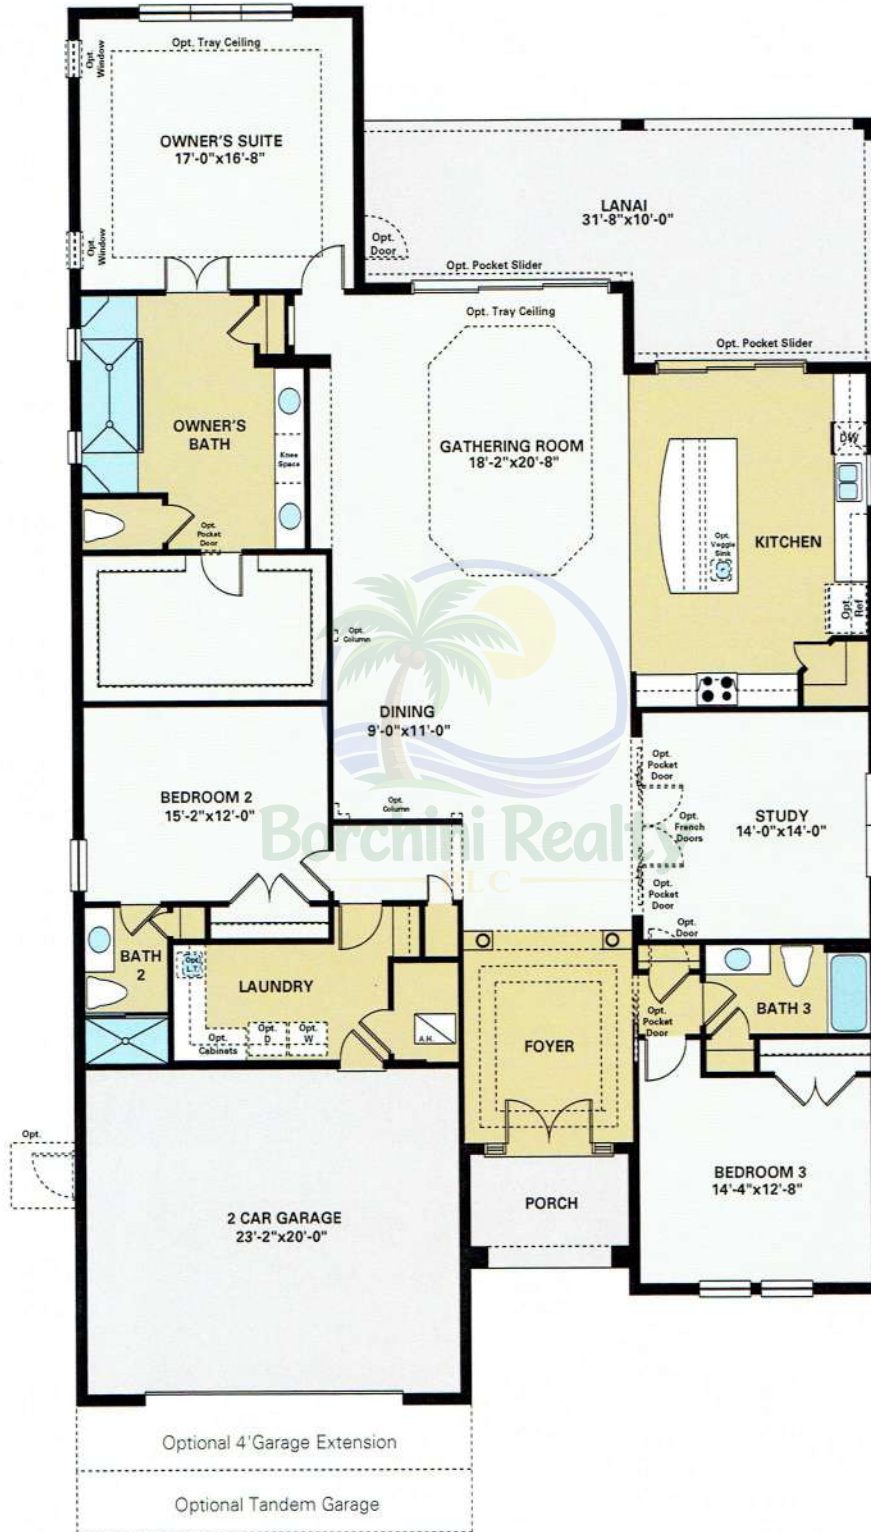 Opt. Tray Ceiling
Opt.
Window
OWNER'S SUITE
17'-0"x16'-8"
LANAI
31'-8"x10'-0"
Opt.
Window
Opt.
Door
Opt. Pocket Slider
Opt. Tray Ceiling
Opt. Pocket Slider
OWNER'S
BATH
Knee
Space
GATHERING ROOM
18'-2"x20'-8"
DW
Opt.
Pocket
Door
Opt.
Veggie
Sink
KITCHEN
Opt.
Ref
Opt.
Column
DINING
9'-0"x11'-0"
Opt.
Pocket
Door
BEDROOM 2
15'-2"x12'-0"
Opt.
Column
Opt.
French
Doors
STUDY
14'-0"x14'-0"
Borchini Realty
LLC
Opt.
Pocket
Door
Opt.
Door
BATH
2
Opt.
L.T.
LAUNDRY
Opt.
Cabinets
Opt.
D
Opt.
W
A.H.
FOYER
Opt.
Pocket
Door
BATH 3
Opt.
BEDROOM 3
14'-4"x12'-8"
PORCH
2 CAR GARAGE
23'-2"x20'-0"
Optional 4'Garage Extension
Optional Tandem Garage